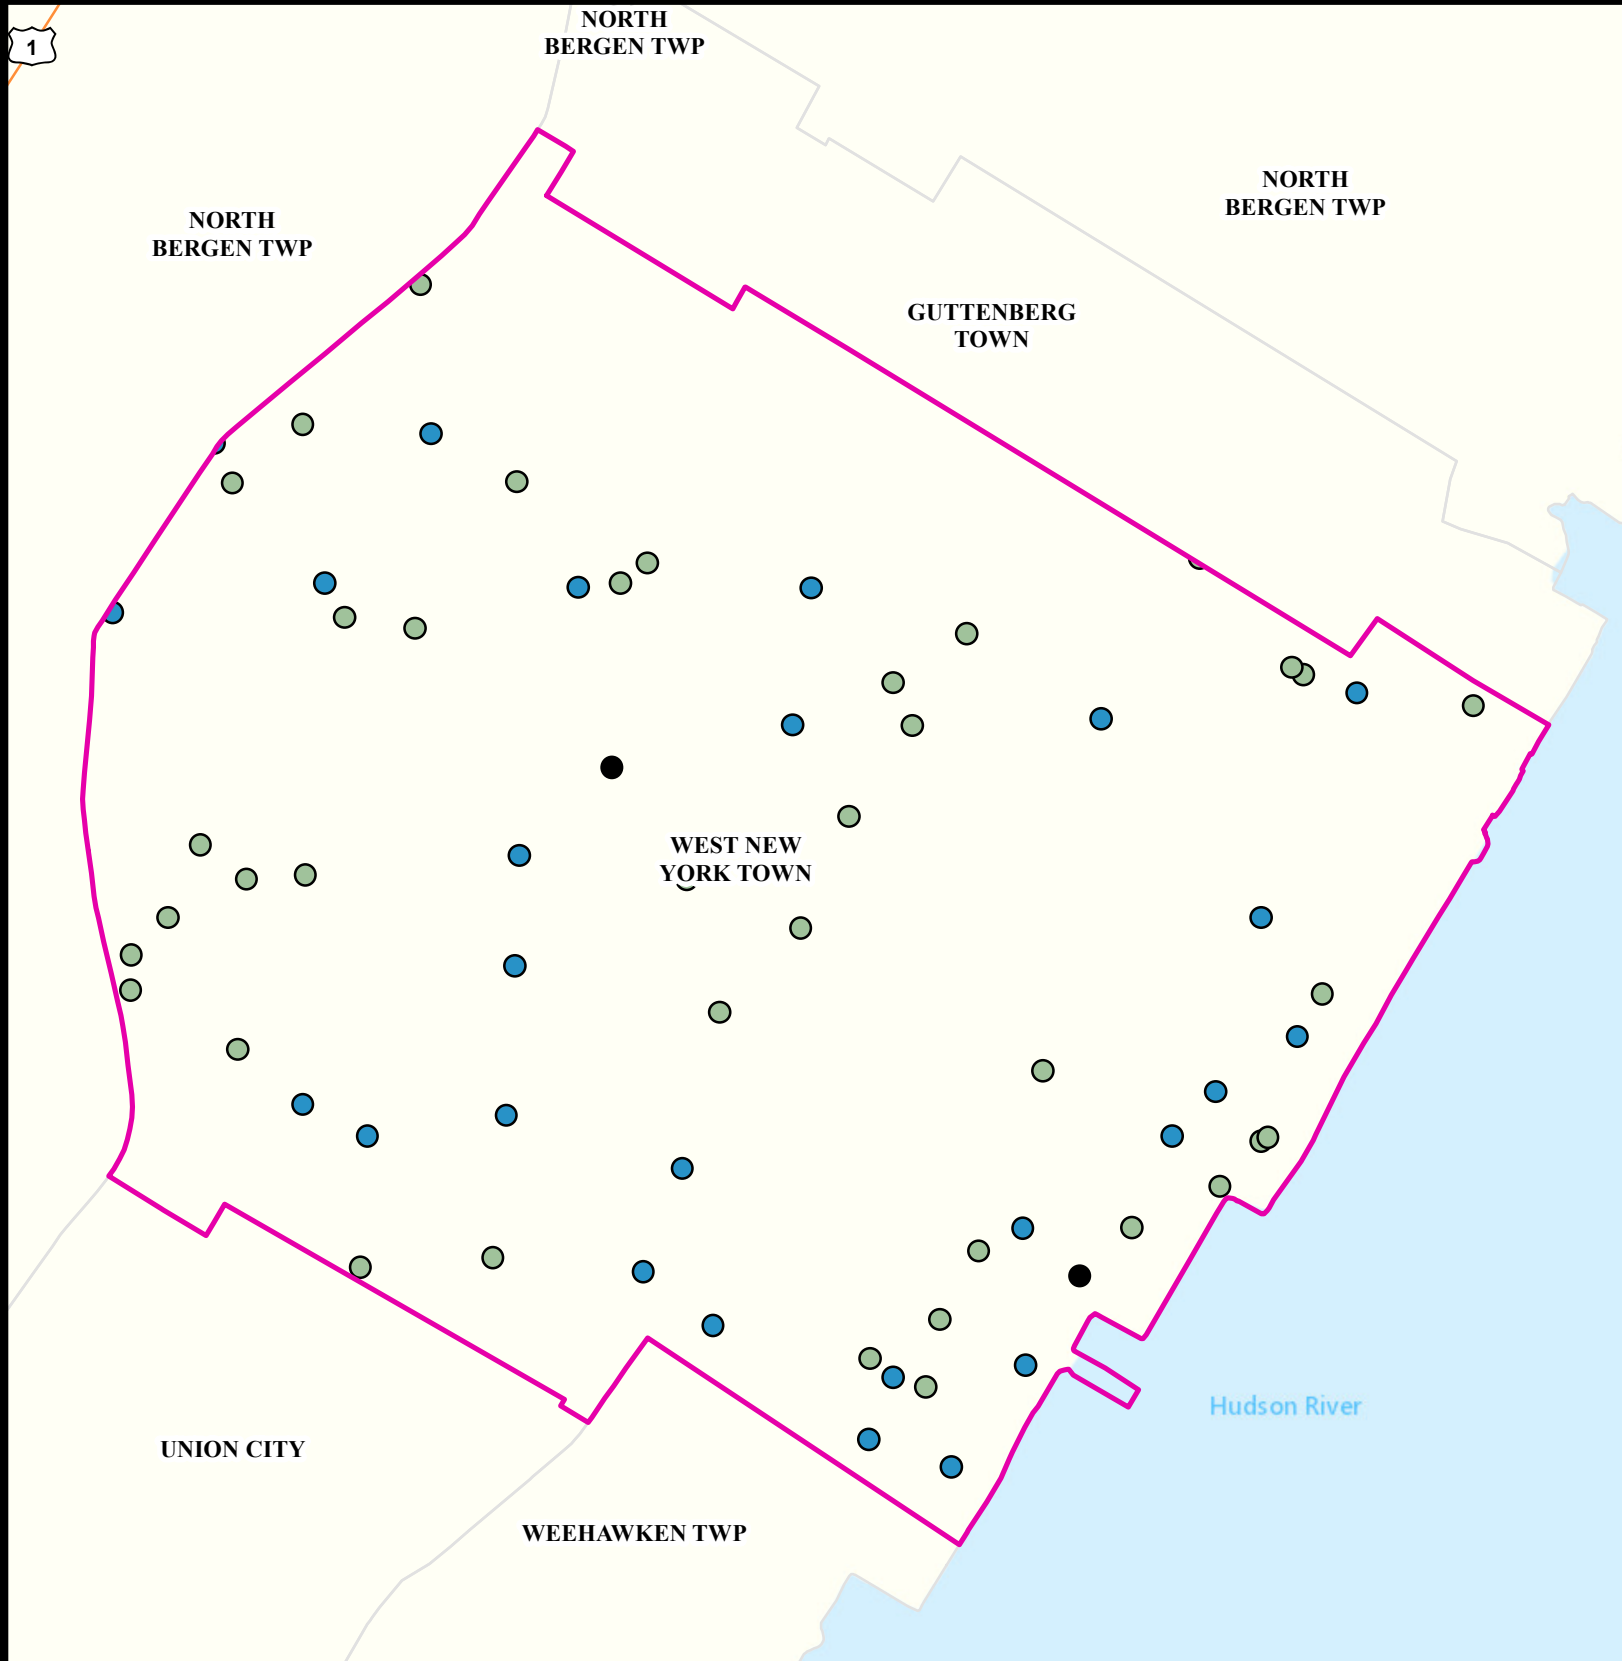 NORTH
BERGEN TWP
1
NORTH
BERGEN TWP
NORTH
BERGEN TWP
GUTTENBERG
TOWN
WEST NEW
YORK TOWN
Hudson River
UNION CITY
WEEHAWKEN TWP